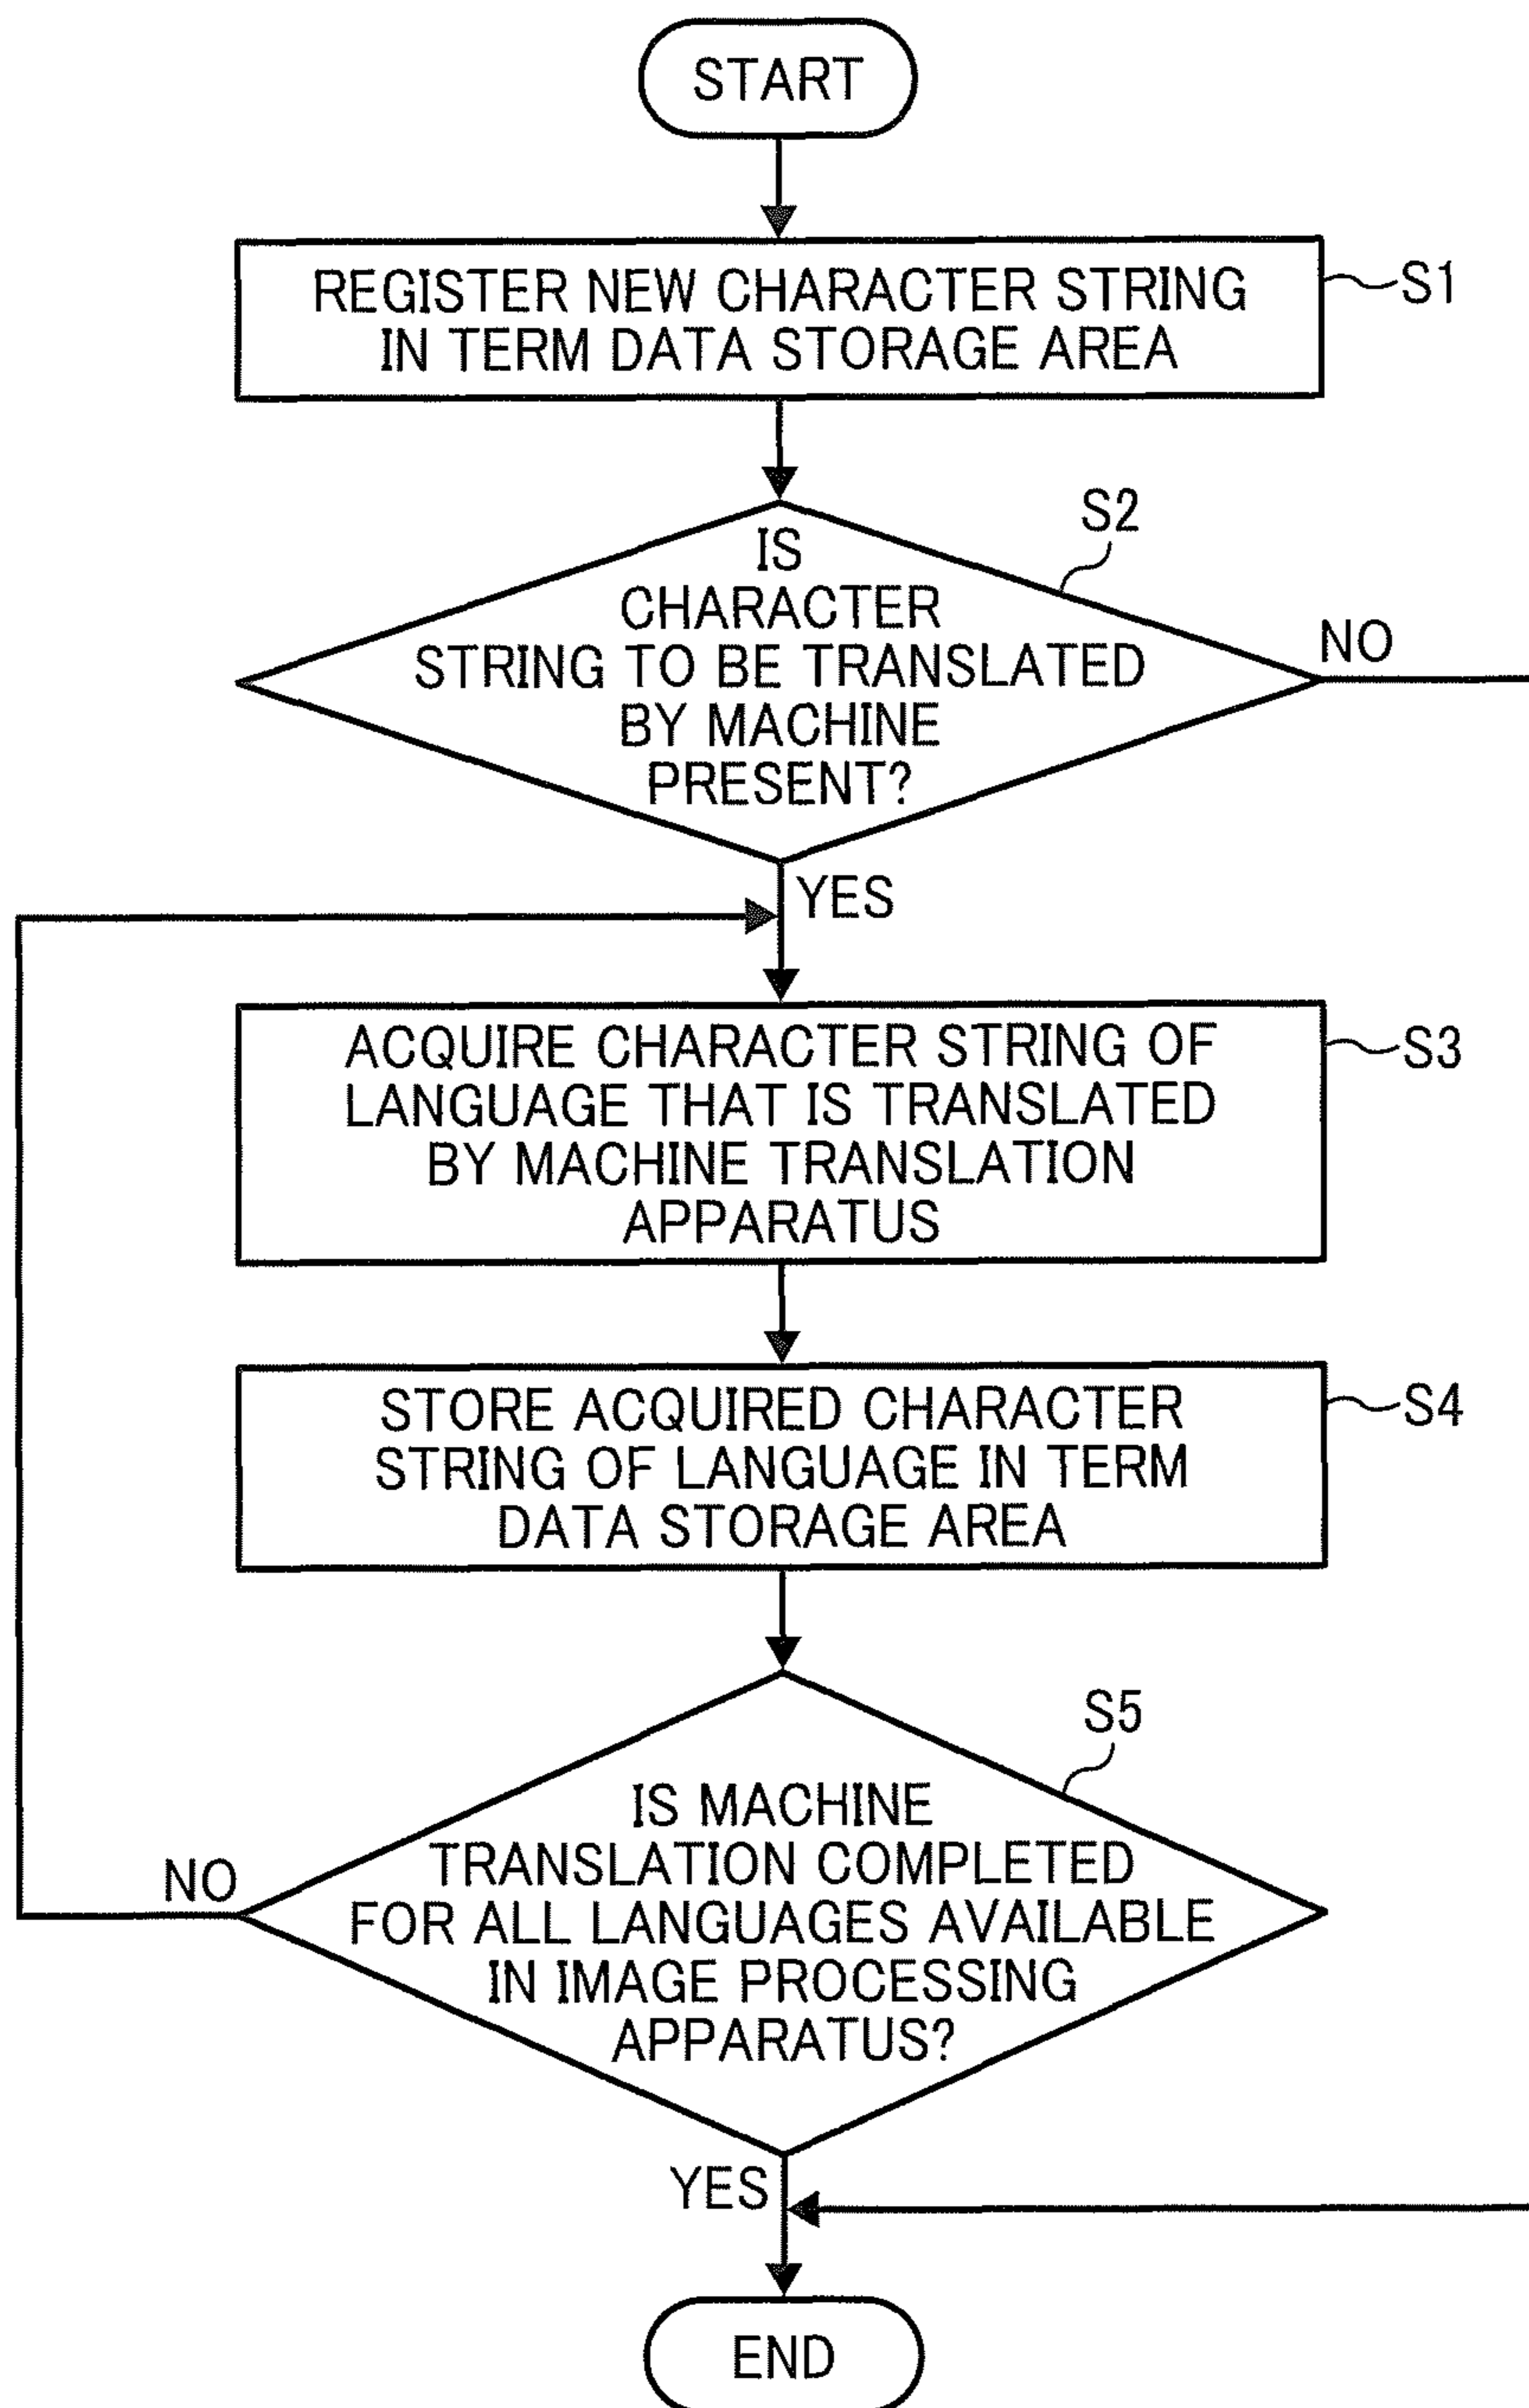 START
REGISTER NEW CHARACTER STRING
IN TERM DATA STORAGE AREA
S1
S2
IS
CHARACTER
STRING TO BE TRANSLATED
BY MACHINE
PRESENT?
NO
YES
ACQUIRE CHARACTER STRING OF
LANGUAGE THAT IS TRANSLATED
BY MACHINE TRANSLATION
APPARATUS
S3
STORE ACQUIRED CHARACTER
STRING OF LANGUAGE IN TERM
DATA STORAGE AREA
S4
S5
IS MACHINE
TRANSLATION COMPLETED
FOR ALL LANGUAGES AVAILABLE
IN IMAGE PROCESSING
APPARATUS?
NO
YES
END